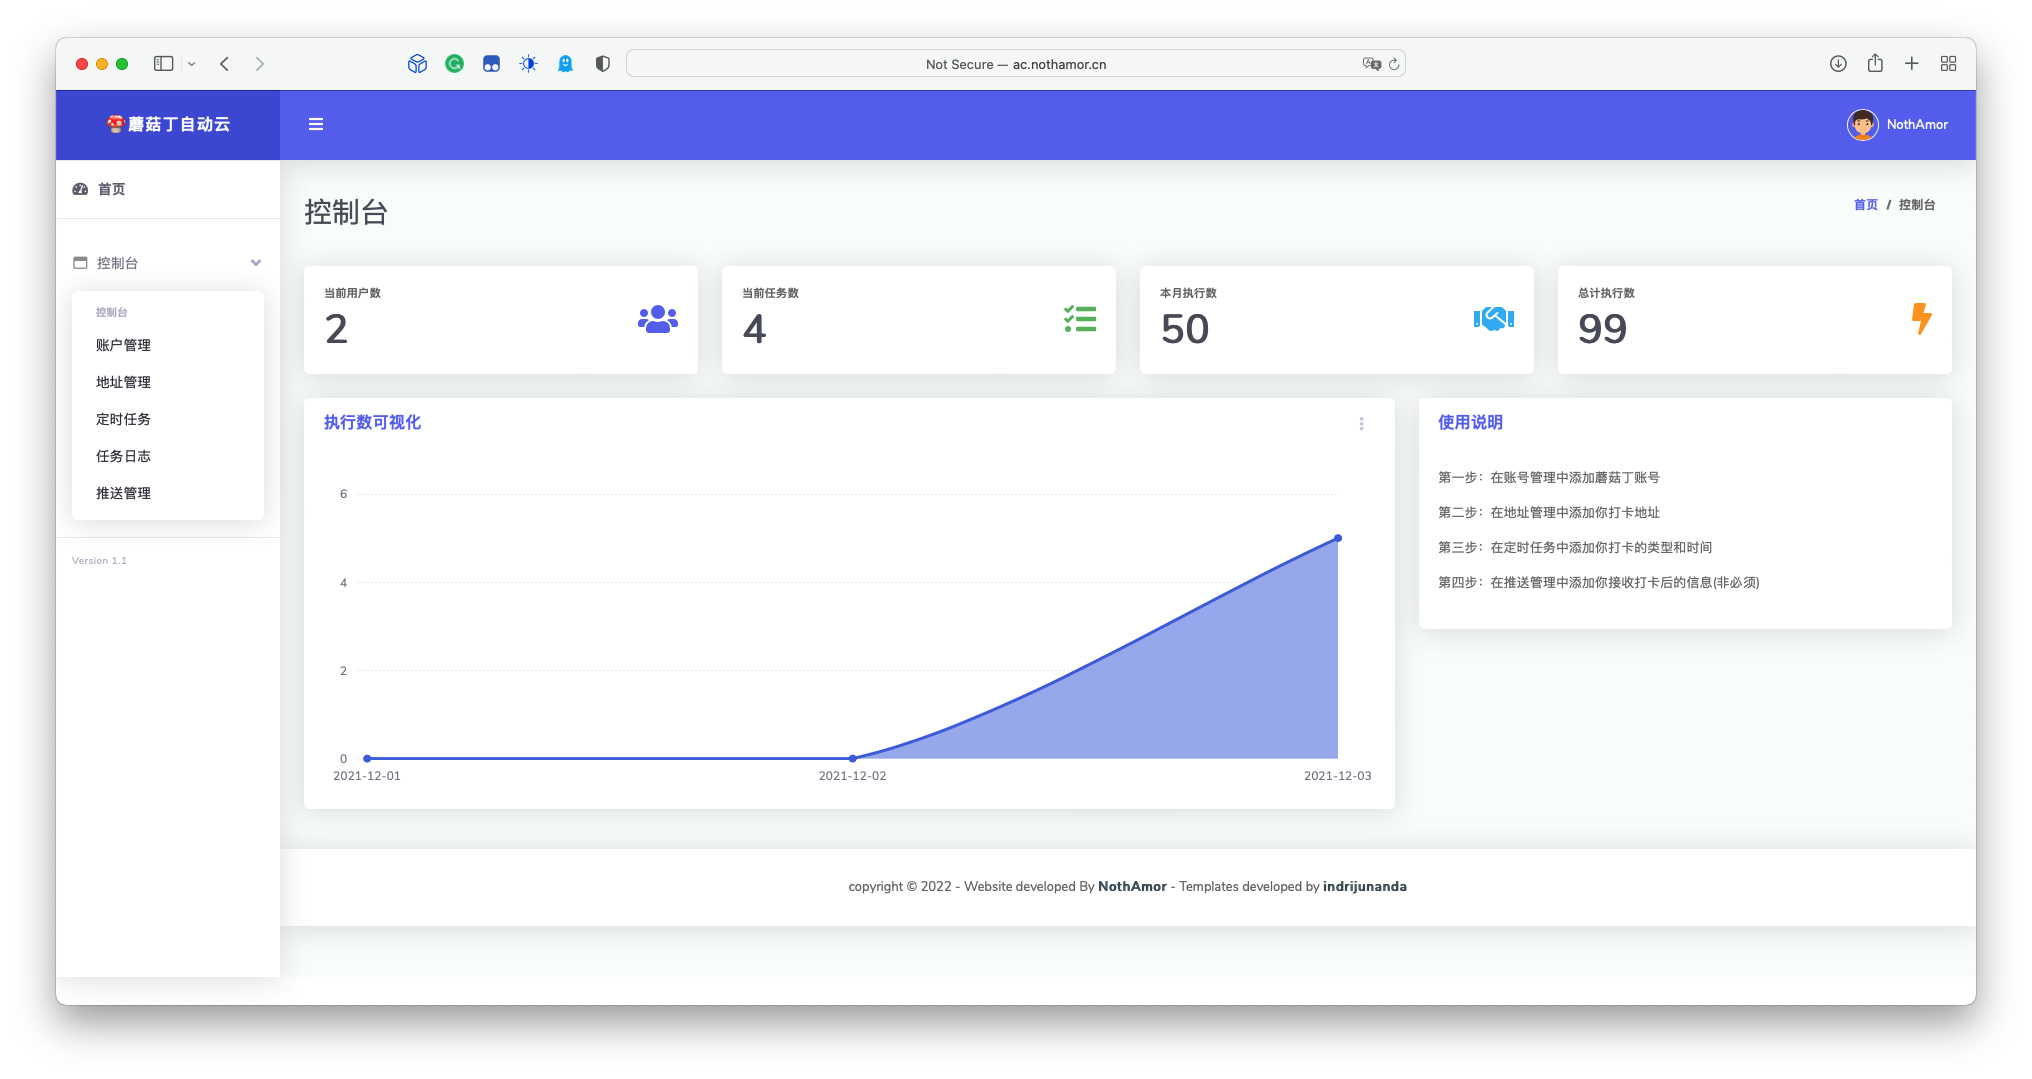 Not Secure — ac.nothamor.cn
蘑菇丁自动云
NothAmor
首页
控制台
控制台
账户管理
地址管理
定时任务
任务日志
推送管理
Version 1.1
控制台
首页 / 控制台
当前用户数
2
当前任务数
4
本月执行数
50
总计执行数
99
执行数可视化
6
4
2
0
2021-12-01
2021-12-02
2021-12-03
使用说明
第一步：在账号管理中添加蘑菇丁账号
第二步：在地址管理中添加你打卡地址
第三步：在定时任务中添加你打卡的类型和时间
第四步：在推送管理中添加你接收打卡后的信息(非必须)
copyright © 2022 - Website developed By NothAmor - Templates developed by indrijunanda